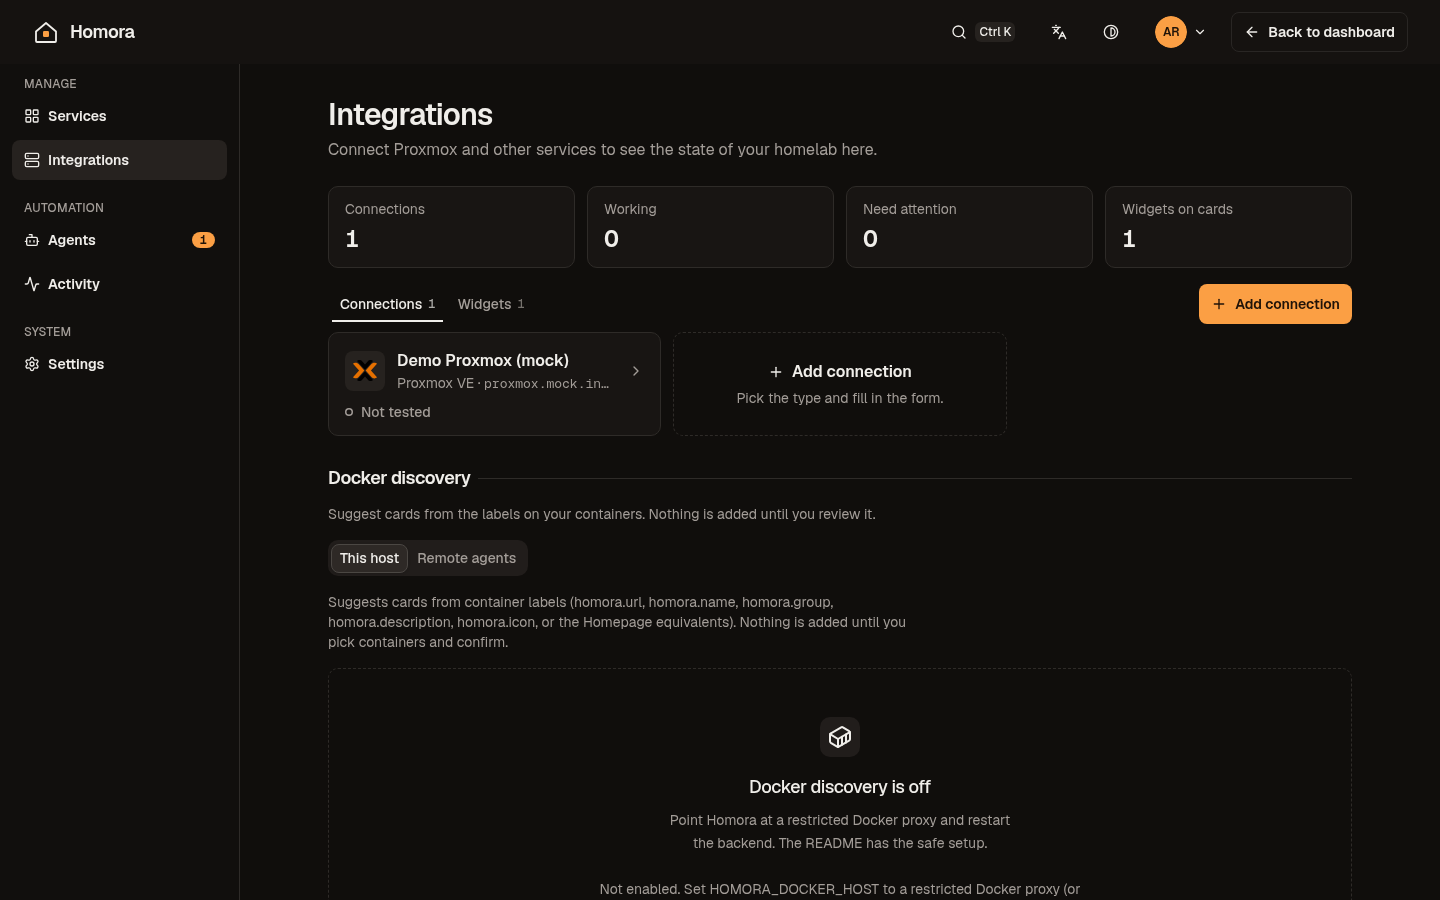 Homora
Ctrl K
AR
Back to dashboard
MANAGE
Services
Integrations
AUTOMATION
Agents
1
Activity
SYSTEM
Settings
Integrations
Connect Proxmox and other services to see the state of your homelab here.
Connections
1
Working
0
Need attention
0
Widgets on cards
1
Connections 1
Widgets 1
Add connection
Demo Proxmox (mock)
Proxmox VE · proxmox.mock.in…
Not tested
Add connection
Pick the type and fill in the form.
Docker discovery
Suggest cards from the labels on your containers. Nothing is added until you review it.
This host
Remote agents
Suggests cards from container labels (homora.url, homora.name, homora.group,
homora.description, homora.icon, or the Homepage equivalents). Nothing is added until you
pick containers and confirm.
Docker discovery is off
Point Homora at a restricted Docker proxy and restart
the backend. The README has the safe setup.
Not enabled. Set HOMORA_DOCKER_HOST to a restricted Docker proxy (or